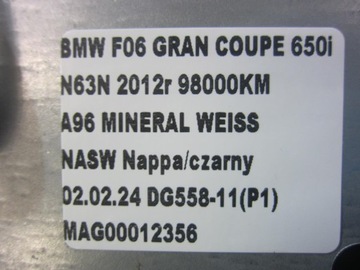 BMW F06 GRAN COUPE 650i
N63N 2012r 98000KM
A96 MINERAL WEISS
NASW Nappa/czarny
02.02.24 DG558-11(P1)
MAG00012356